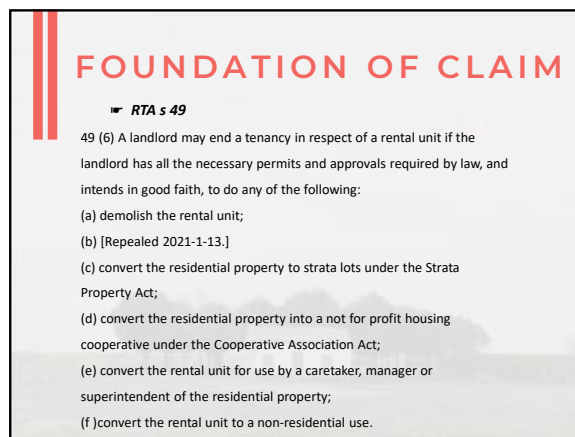 FOUNDATION OF CLAIM
☛ RTA s 49
49 (6) A landlord may end a tenancy in respect of a rental unit if the
landlord has all the necessary permits and approvals required by law, and
intends in good faith, to do any of the following:
(a) demolish the rental unit;
(b) [Repealed 2021-1-13.]
(c) convert the residential property to strata lots under the Strata
Property Act;
(d) convert the residential property into a not for profit housing
cooperative under the Cooperative Association Act;
(e) convert the rental unit for use by a caretaker, manager or
superintendent of the residential property;
(f )convert the rental unit to a non-residential use.